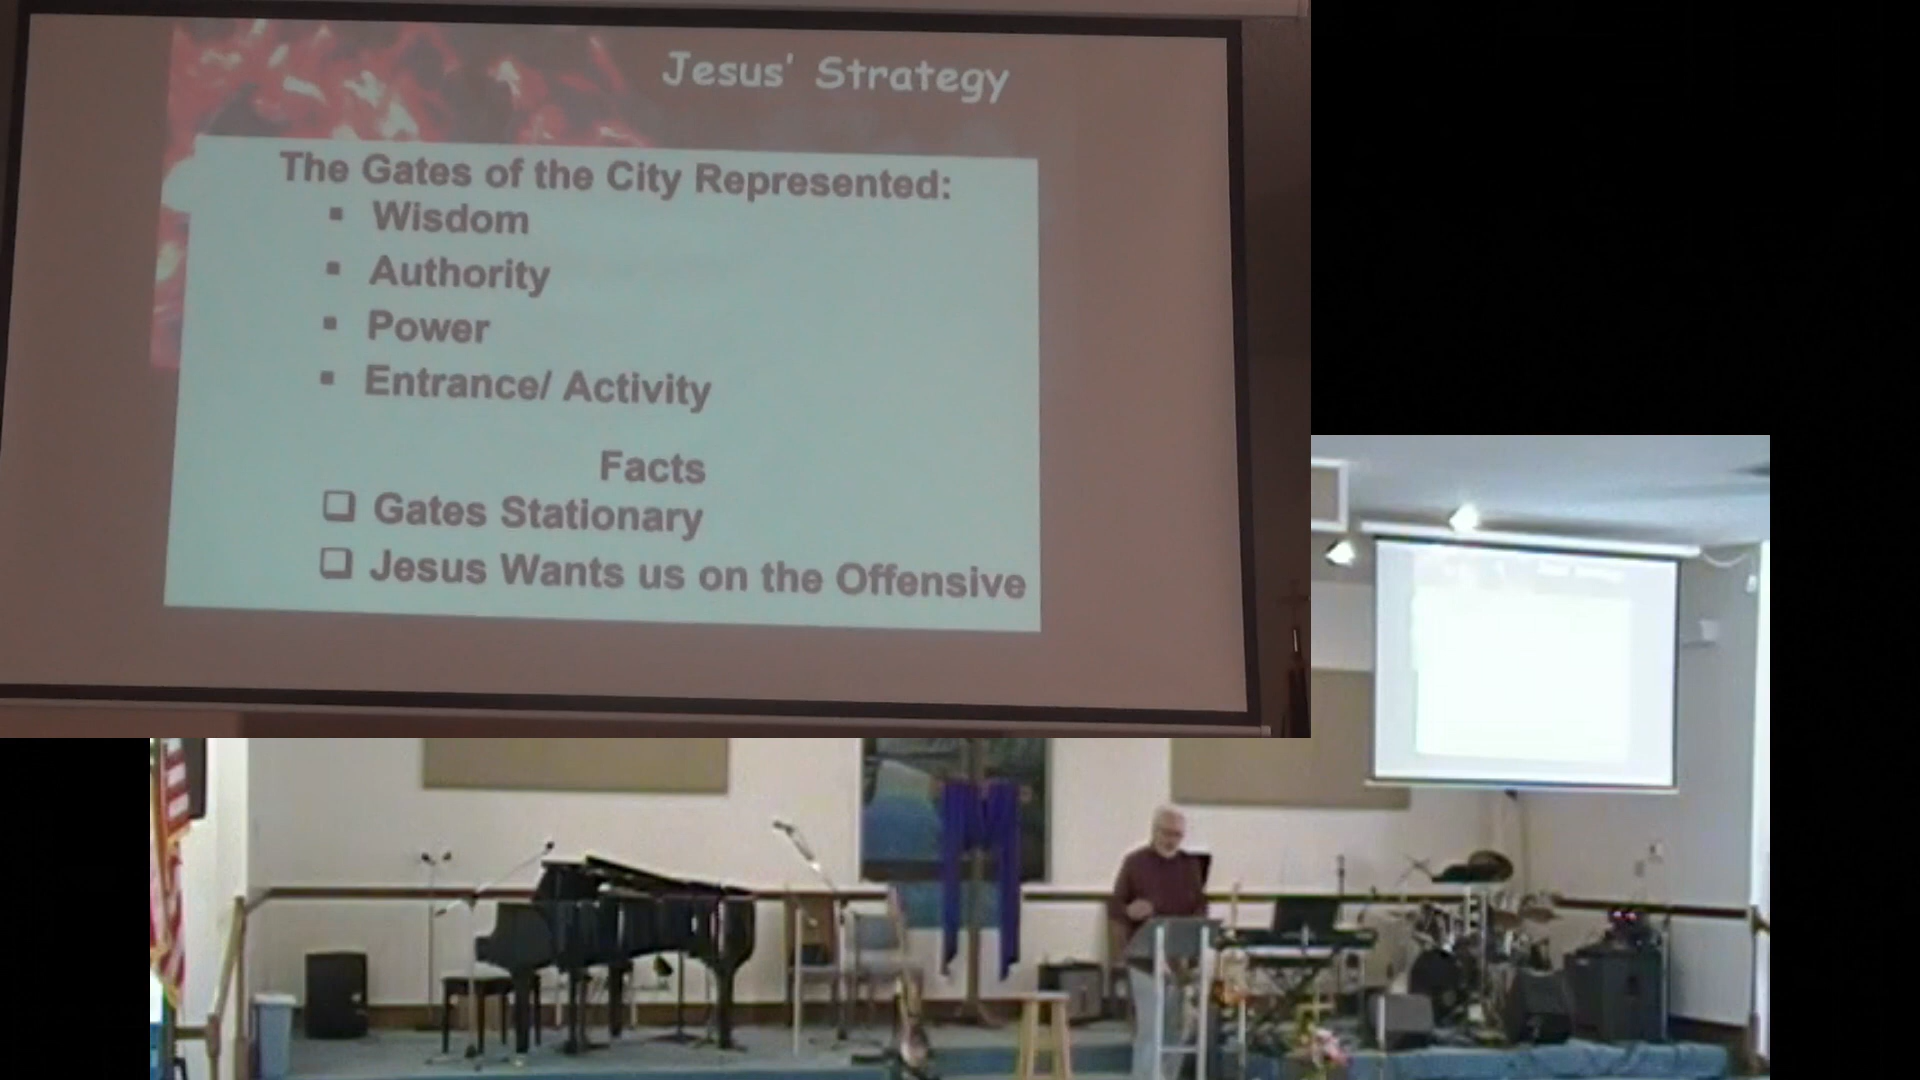 Jesus' Strategy
The Gates of the City Represented:
▪ Wisdom
▪ Authority
▪ Power
▪ Entrance/ Activity
Facts
❑ Gates Stationary
❑ Jesus Wants us on the Offensive